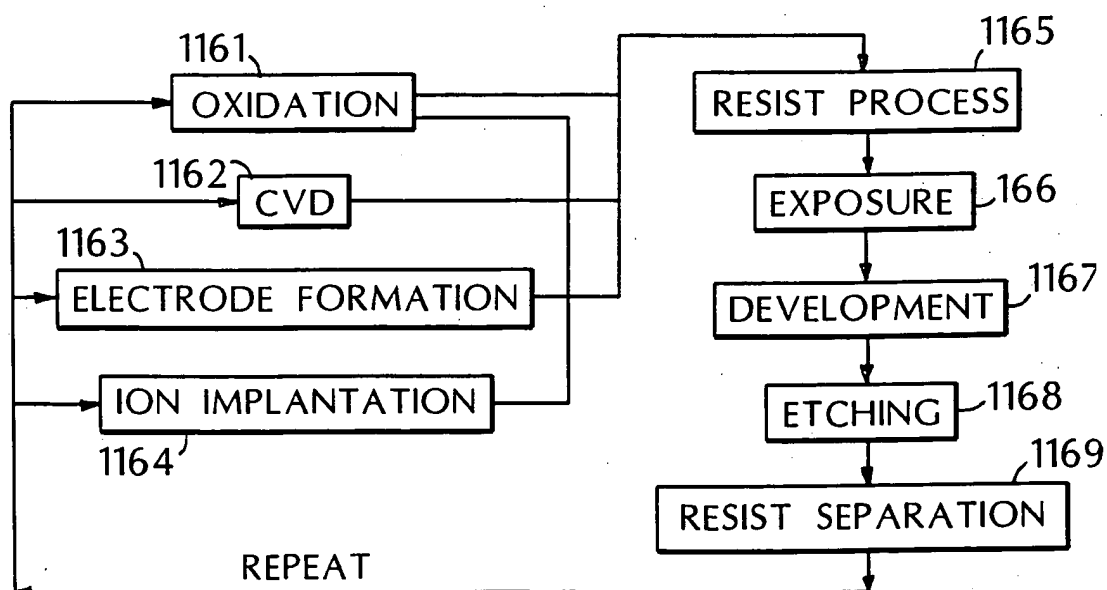 1161
OXIDATION
1162
CVD
1163
ELECTRODE FORMATION
ION IMPLANTATION
1164
REPEAT
1165
RESIST PROCESS
EXPOSURE
166
DEVELOPMENT
1167
ETCHING
1168
1169
RESIST SEPARATION